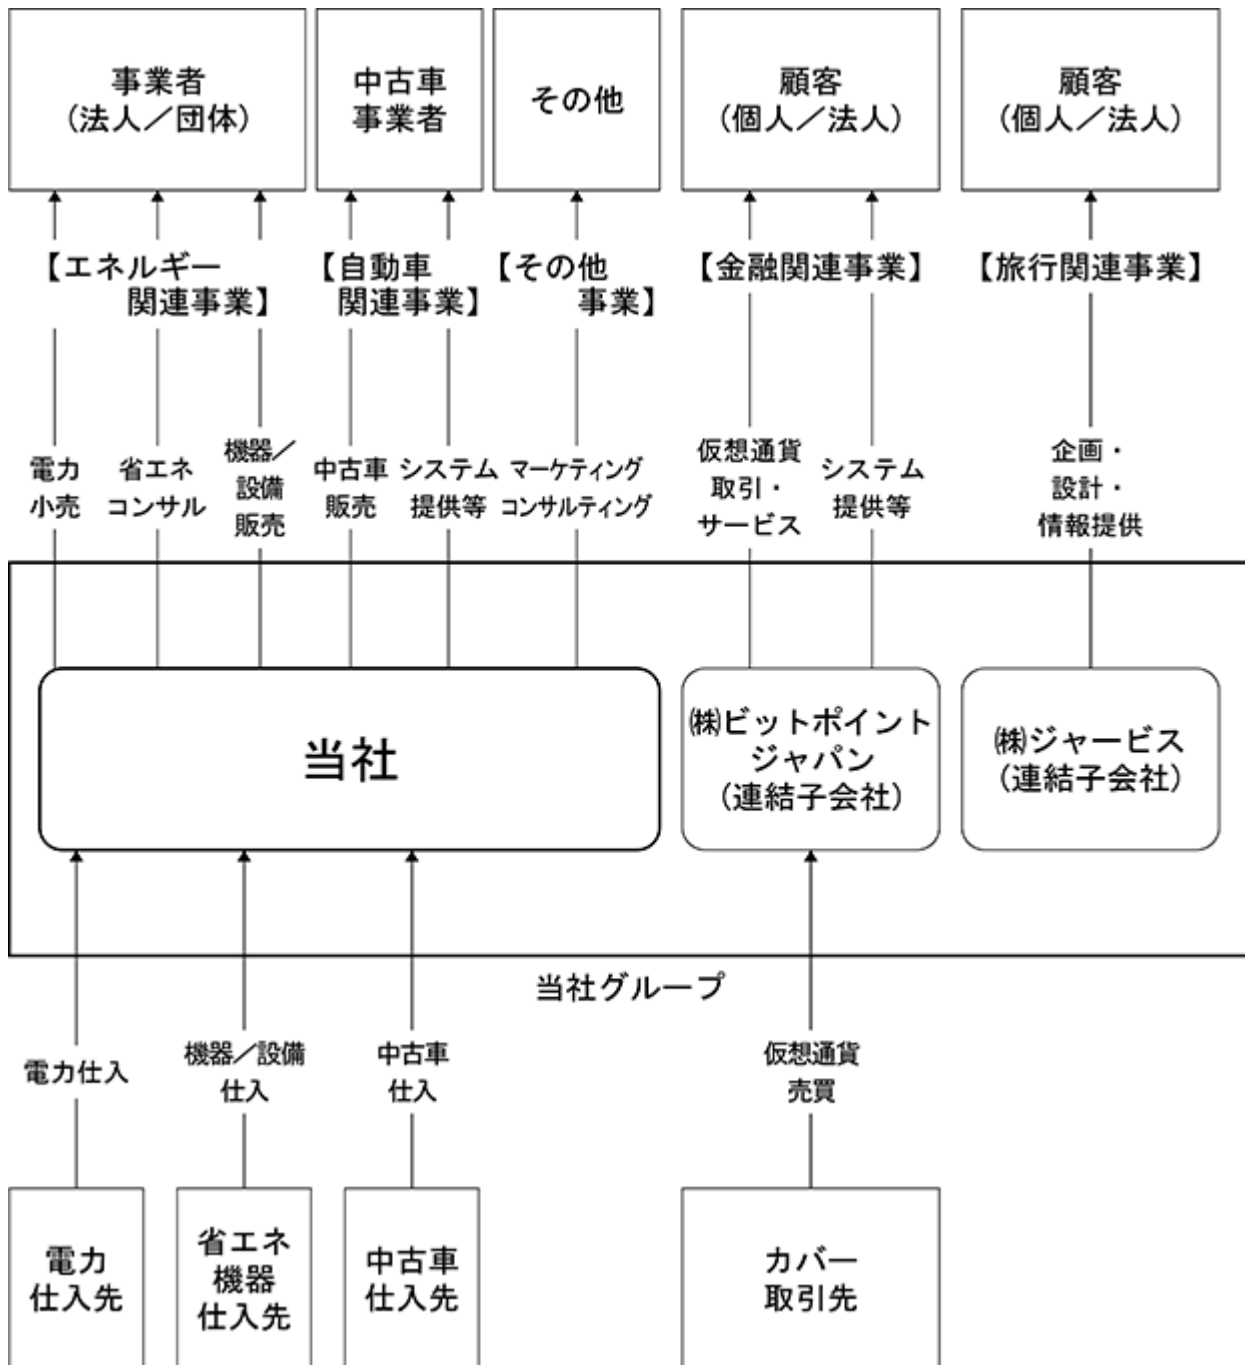 事業者
(法人／団体)
中古車
事業者
その他
顧客
(個人／法人)
顧客
(個人／法人)
【エネルギー
関連事業】
【自動車
関連事業】
【その他
事業】
【金融関連事業】
【旅行関連事業】
電力
小売
省エネ
コンサル
機器／
設備
販売
中古車
販売
システム
提供等
マーケティング
コンサルティング
仮想通貨
取引・
サービス
システム
提供等
企画・
設計・
情報提供
当社
㈱ビットポイント
ジャパン
(連結子会社)
㈱ジャービス
(連結子会社)
当社グループ
電力仕入
機器／設備
仕入
中古車
仕入
仮想通貨
売買
電力
仕入先
省エネ
機器
仕入先
中古車
仕入先
カバー
取引先